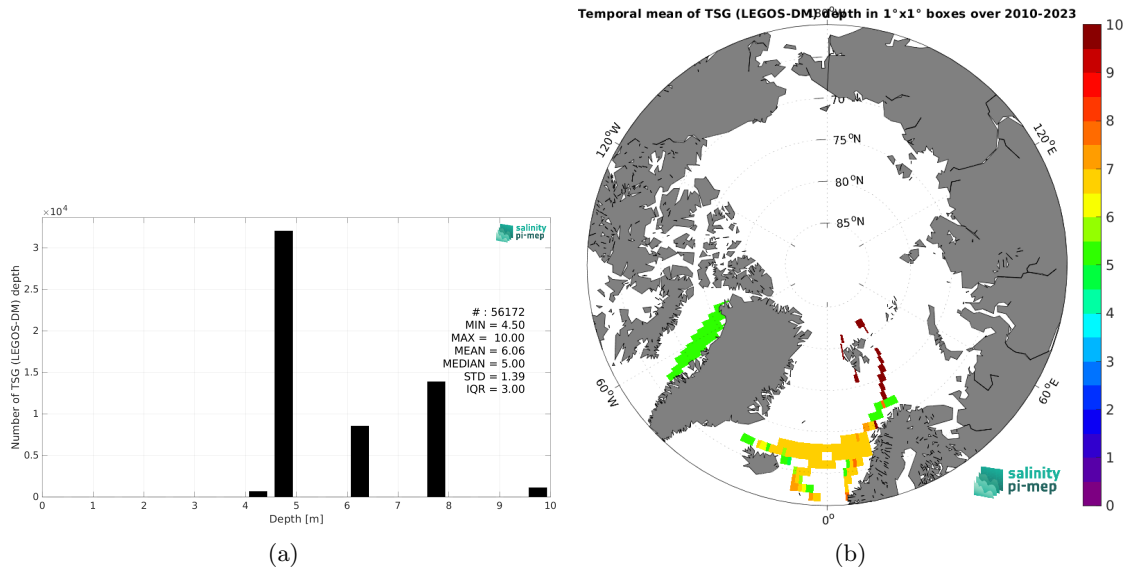 Temporal mean of TSG (LEGOS-DM) depth in 1°x1° boxes over 2010-2023
180°W
120°W
120°E
60°W
60°E
0°
70
75°N
80°N
85°N
10
9
8
7
6
5
4
3
2
1
0
salinity
pi-mep
×10⁴
3
2.5
2
1.5
1
0.5
0
Number of TSG (LEGOS-DM) depth
salinity
pi-mep
# : 56172
MIN = 4.50
MAX = 10.00
MEAN = 6.06
MEDIAN = 5.00
STD = 1.39
IQR = 3.00
0 1 2 3 4 5 6 7 8 9 10
Depth [m]
(a)
(b)